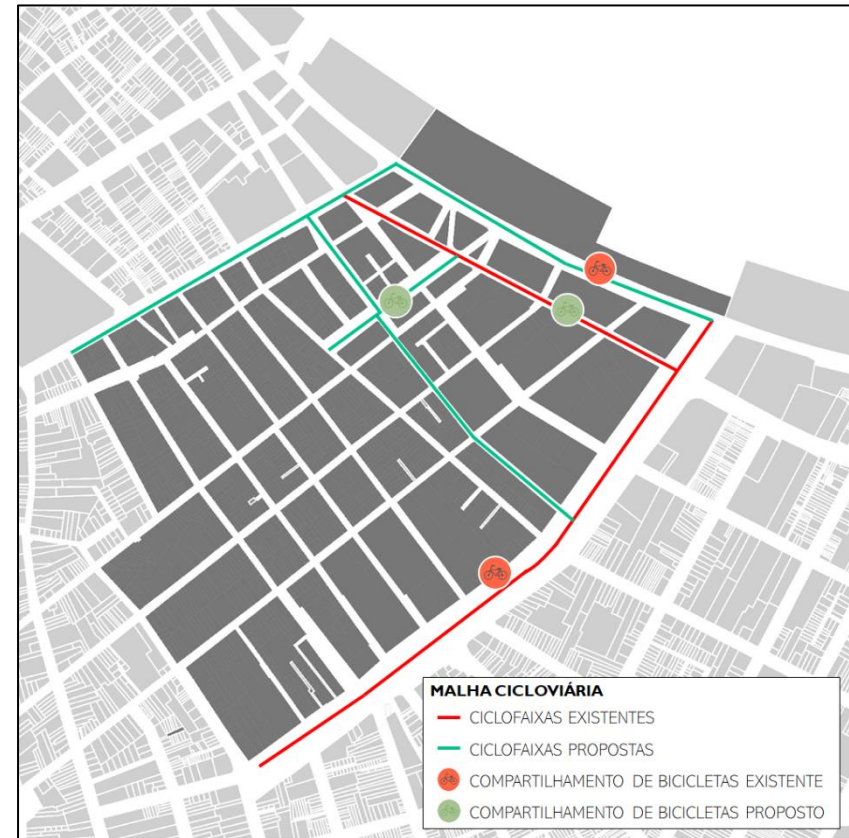 MALHA CICLOVIÁRIA
CICLOFAIXAS EXISTENTES
CICLOFAIXAS PROPOSTAS
COMPARTILHAMENTO DE BICICLETAS EXISTENTE
COMPARTILHAMENTO DE BICICLETAS PROPOSTO